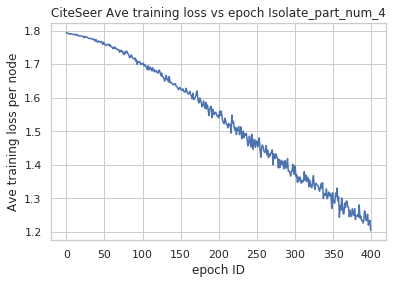 CiteSeer Ave training loss vs epoch Isolate_part_num_4
Ave training loss per node
1.8
1.7
1.6
1.5
1.4
1.3
1.2
0 50 100 150 200 250 300 350 400
epoch ID